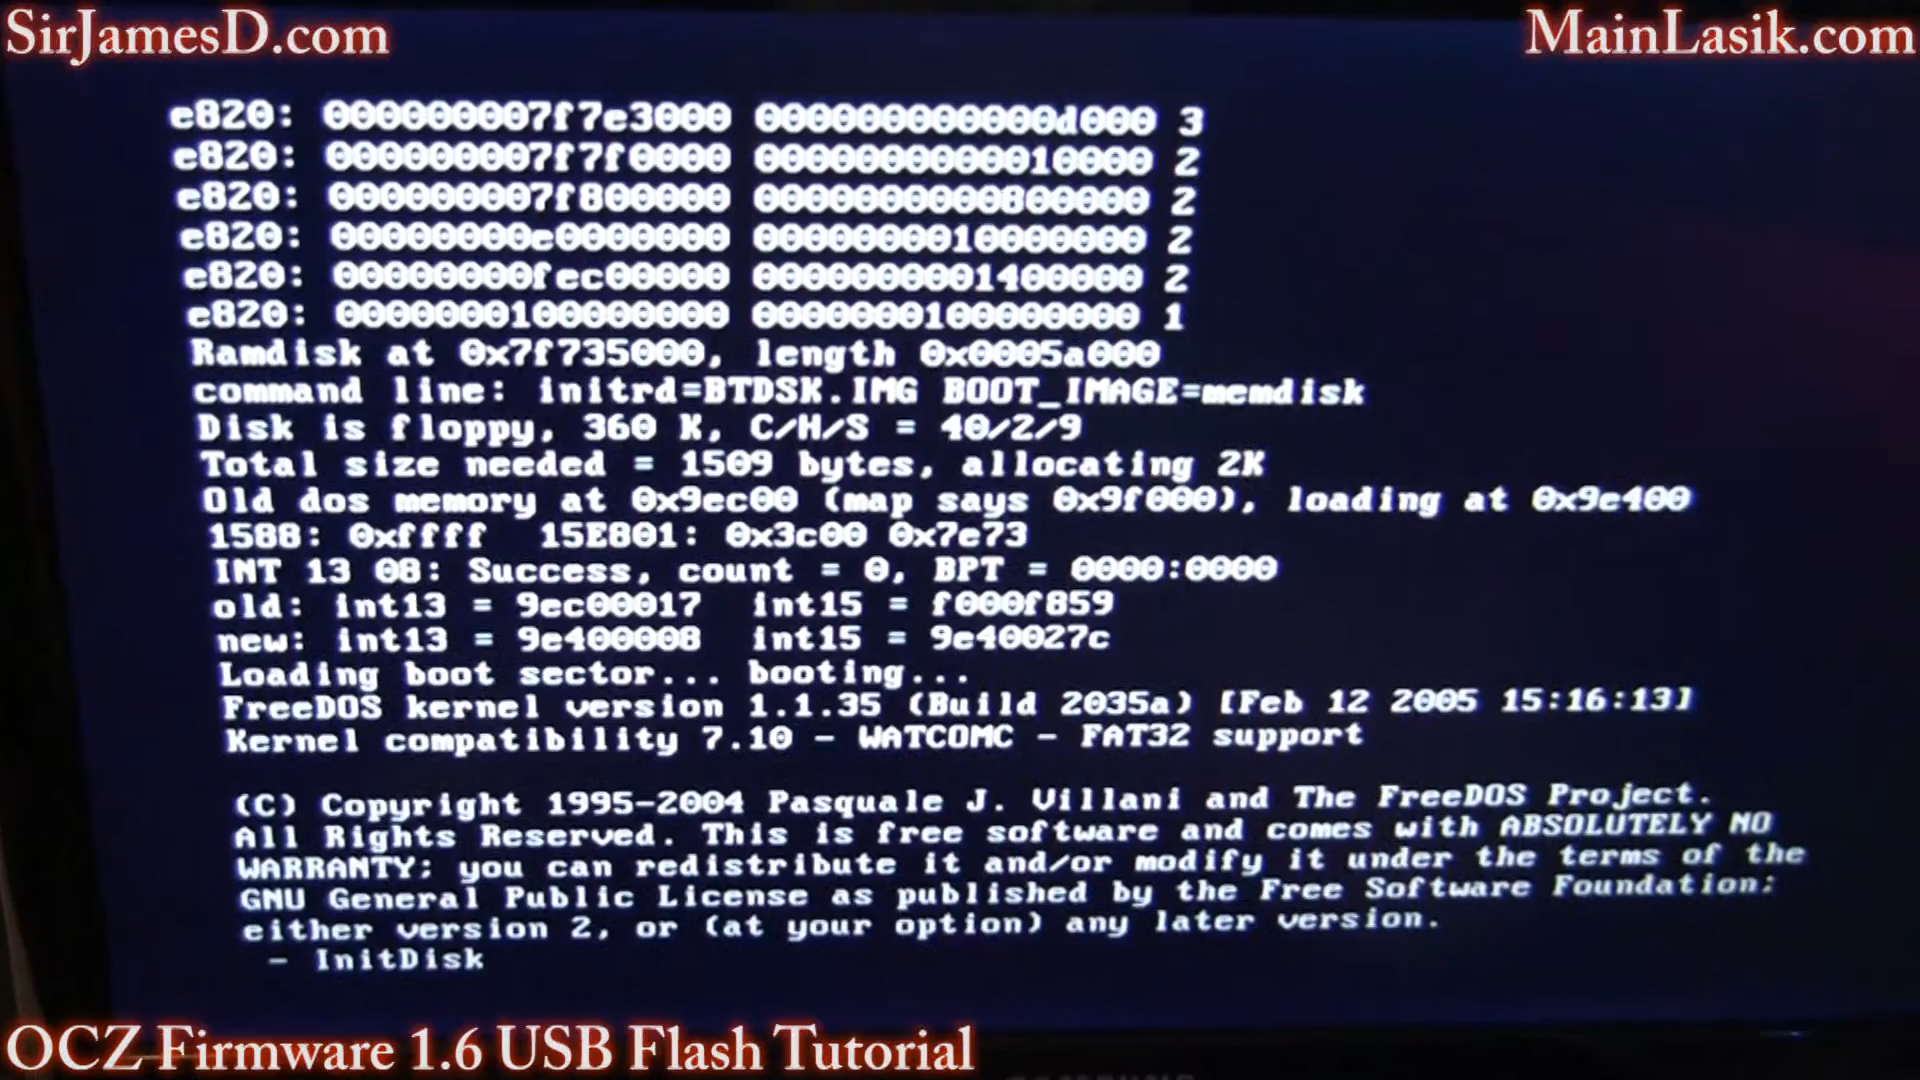 SirJamesD.com
MainLasik.com
e820: 000000007f7e3000 000000000000d000 3
e820: 000000007f7f0000 0000000000010000 2
e820: 000000007f800000 0000000000800000 2
e820: 00000000e0000000 0000000010000000 2
e820: 00000000fec00000 0000000001400000 2
e820: 0000000100000000 0000000100000000 1
Ramdisk at 0x7f735000, length 0x0005a000
command line: initrd=BTDSK.IMG BOOT_IMAGE=memdisk
Disk is floppy, 360 K, C/H/S = 40/2/9
Total size needed = 1509 bytes, allocating 2K
Old dos memory at 0x9ec00 (map says 0x9f000), loading at 0x9e400
1588: 0xffff 15E801: 0x3c00 0x7e73
INT 13 08: Success, count = 0, BPT = 0000:0000
old: int13 = 9ec00017 int15 = f000f859
new: int13 = 9e400008 int15 = 9e40027c
Loading boot sector... booting...
FreeDOS kernel version 1.1.35 (Build 2035a) [Feb 12 2005 15:16:13]
Kernel compatibility 7.10 - WATCOMC - FAT32 support
(C) Copyright 1995-2004 Pasquale J. Villani and The FreeDOS Project.
All Rights Reserved. This is free software and comes with ABSOLUTELY NO
WARRANTY; you can redistribute it and/or modify it under the terms of the
GNU General Public License as published by the Free Software Foundation;
either version 2, or (at your option) any later version.
- InitDisk
OCZ Firmware 1.6 USB Flash Tutorial